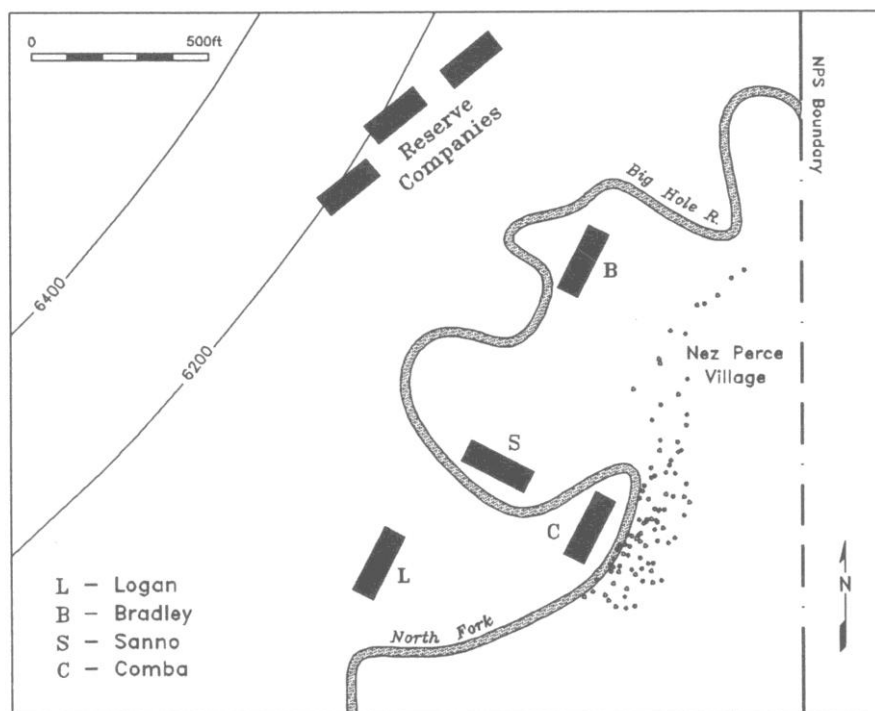 0 500ft
Reserve
Companies
NPS Boundary
Big Hole R.
B
6400
6200
Nez Perce
Village
S
C
L
N
L – Logan
B – Bradley
S – Sanno
C – Comba
North Fork